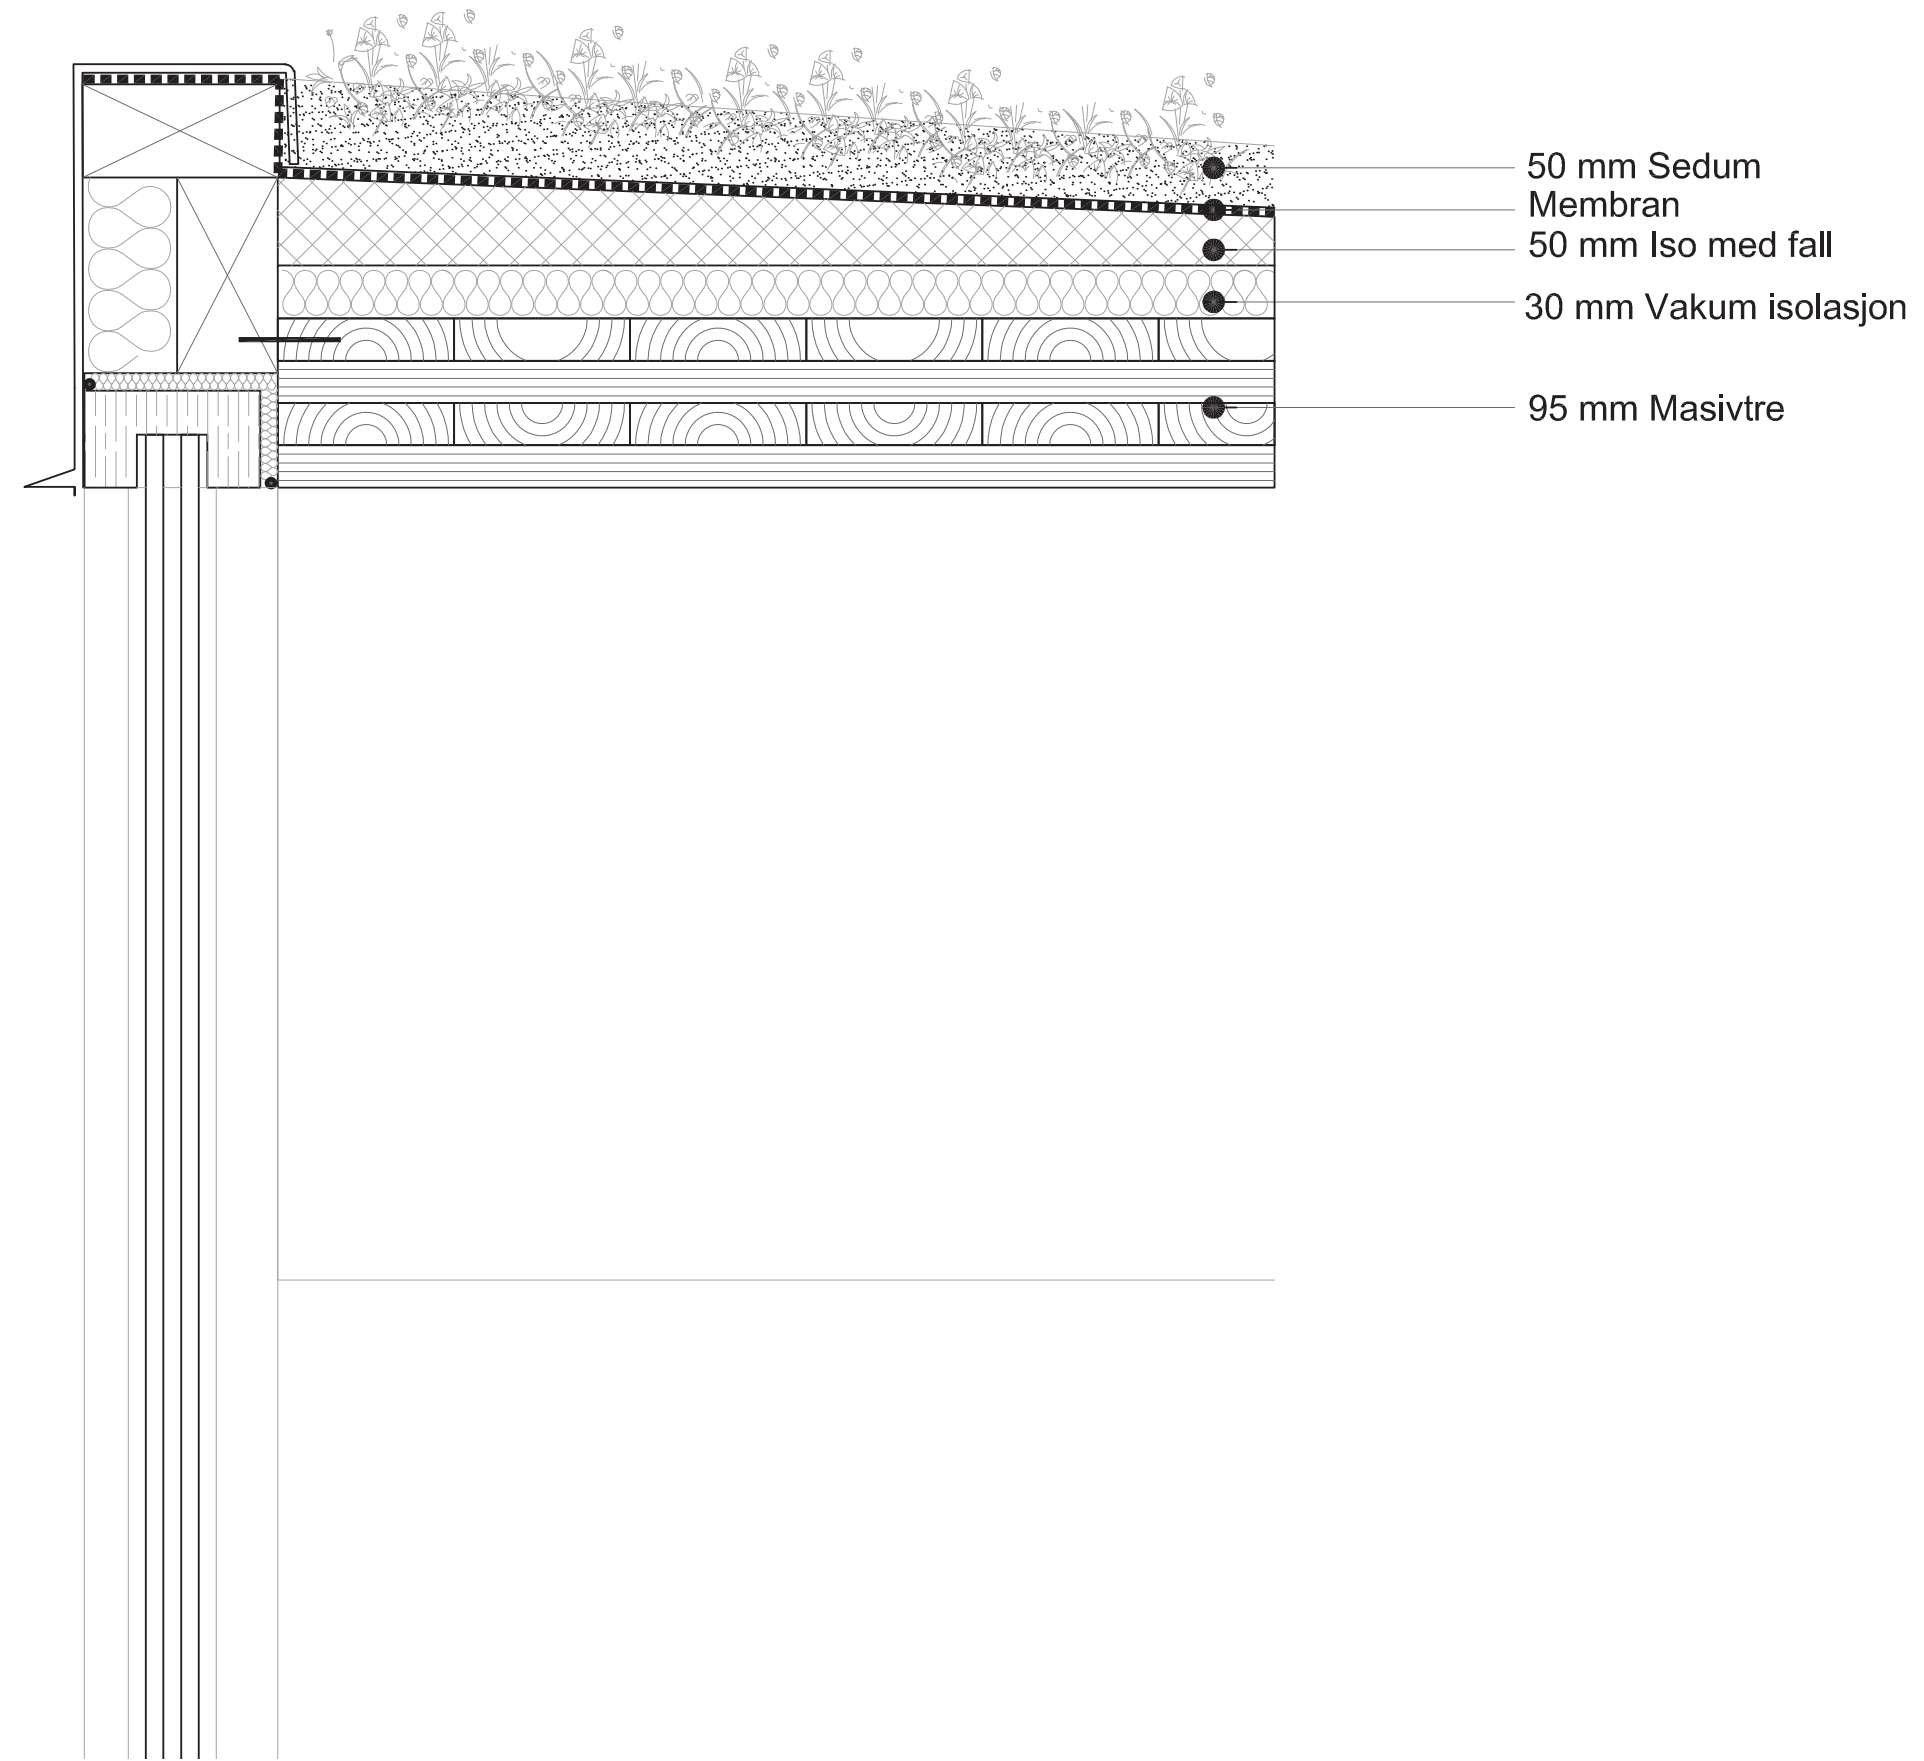 50 mm Sedum
Membran
50 mm Iso med fall
30 mm Vakum isolasjon
95 mm Masivtre